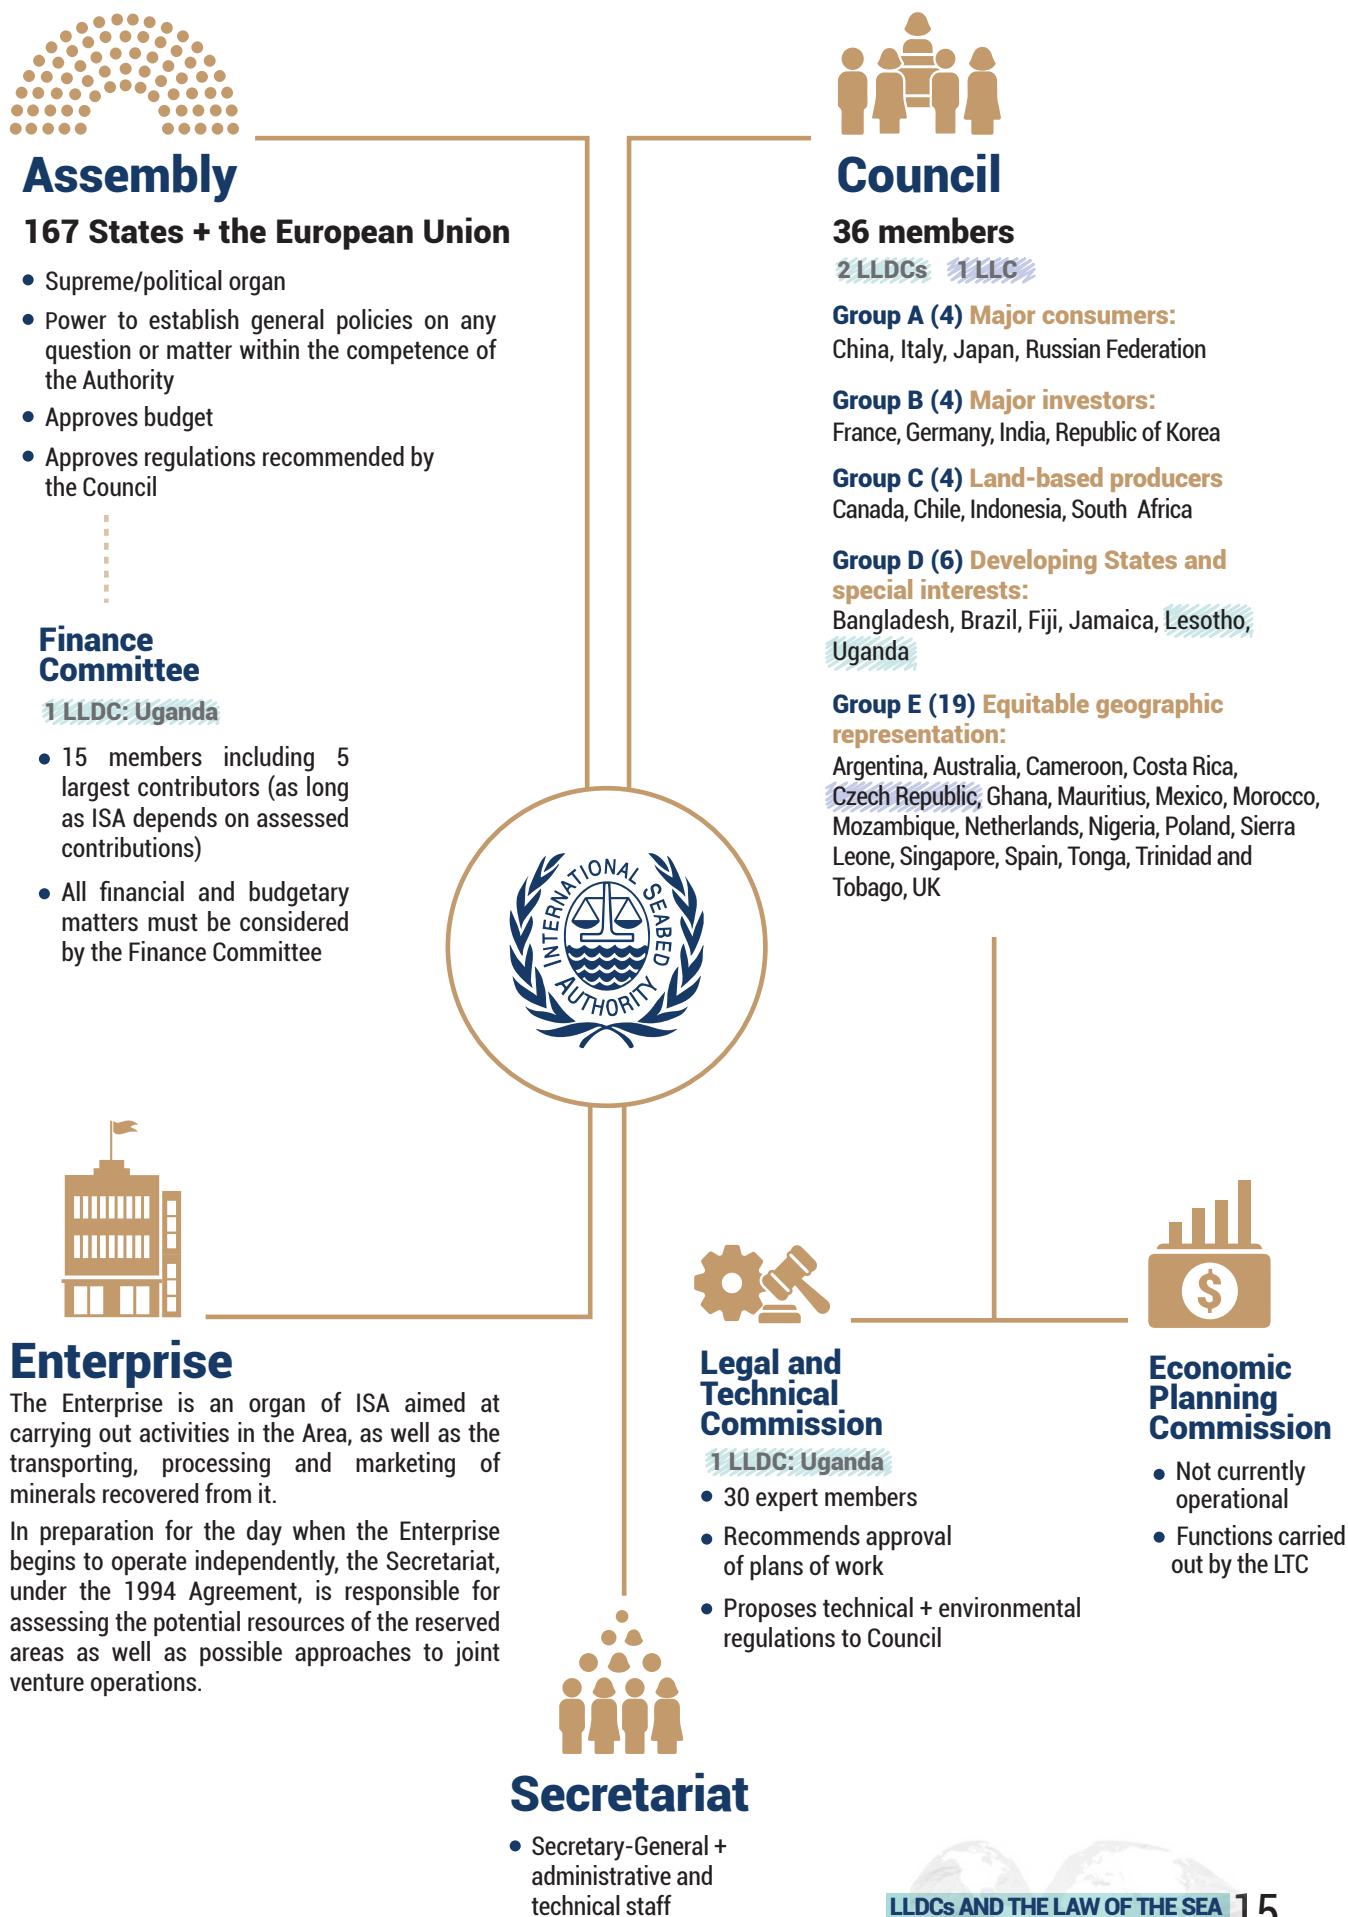 Assembly
167 States + the European Union
• Supreme/political organ
• Power to establish general policies on any
question or matter within the competence of
the Authority
• Approves budget
• Approves regulations recommended by
the Council
Finance
Committee
1 LLDC: Uganda
• 15 members including 5
largest contributors (as long
as ISA depends on assessed
contributions)
• All financial and budgetary
matters must be considered
by the Finance Committee
Council
36 members
2 LLDCs 1 LLC
Group A (4) Major consumers:
China, Italy, Japan, Russian Federation
Group B (4) Major investors:
France, Germany, India, Republic of Korea
Group C (4) Land-based producers
Canada, Chile, Indonesia, South Africa
Group D (6) Developing States and
special interests:
Bangladesh, Brazil, Fiji, Jamaica, Lesotho,
Uganda
Group E (19) Equitable geographic
representation:
Argentina, Australia, Cameroon, Costa Rica,
Czech Republic, Ghana, Mauritius, Mexico, Morocco,
Mozambique, Netherlands, Nigeria, Poland, Sierra
Leone, Singapore, Spain, Tonga, Trinidad and
Tobago, UK
INTERNATIONAL SEABED
AUTHORITY
Enterprise
The Enterprise is an organ of ISA aimed at
carrying out activities in the Area, as well as the
transporting, processing and marketing of
minerals recovered from it.
In preparation for the day when the Enterprise
begins to operate independently, the Secretariat,
under the 1994 Agreement, is responsible for
assessing the potential resources of the reserved
areas as well as possible approaches to joint
venture operations.
Legal and
Technical
Commission
1 LLDC: Uganda
• 30 expert members
• Recommends approval
of plans of work
• Proposes technical + environmental
regulations to Council
$
Economic
Planning
Commission
• Not currently
operational
• Functions carried
out by the LTC
Secretariat
• Secretary-General +
administrative and
technical staff
LLDCs AND THE LAW OF THE SEA 15